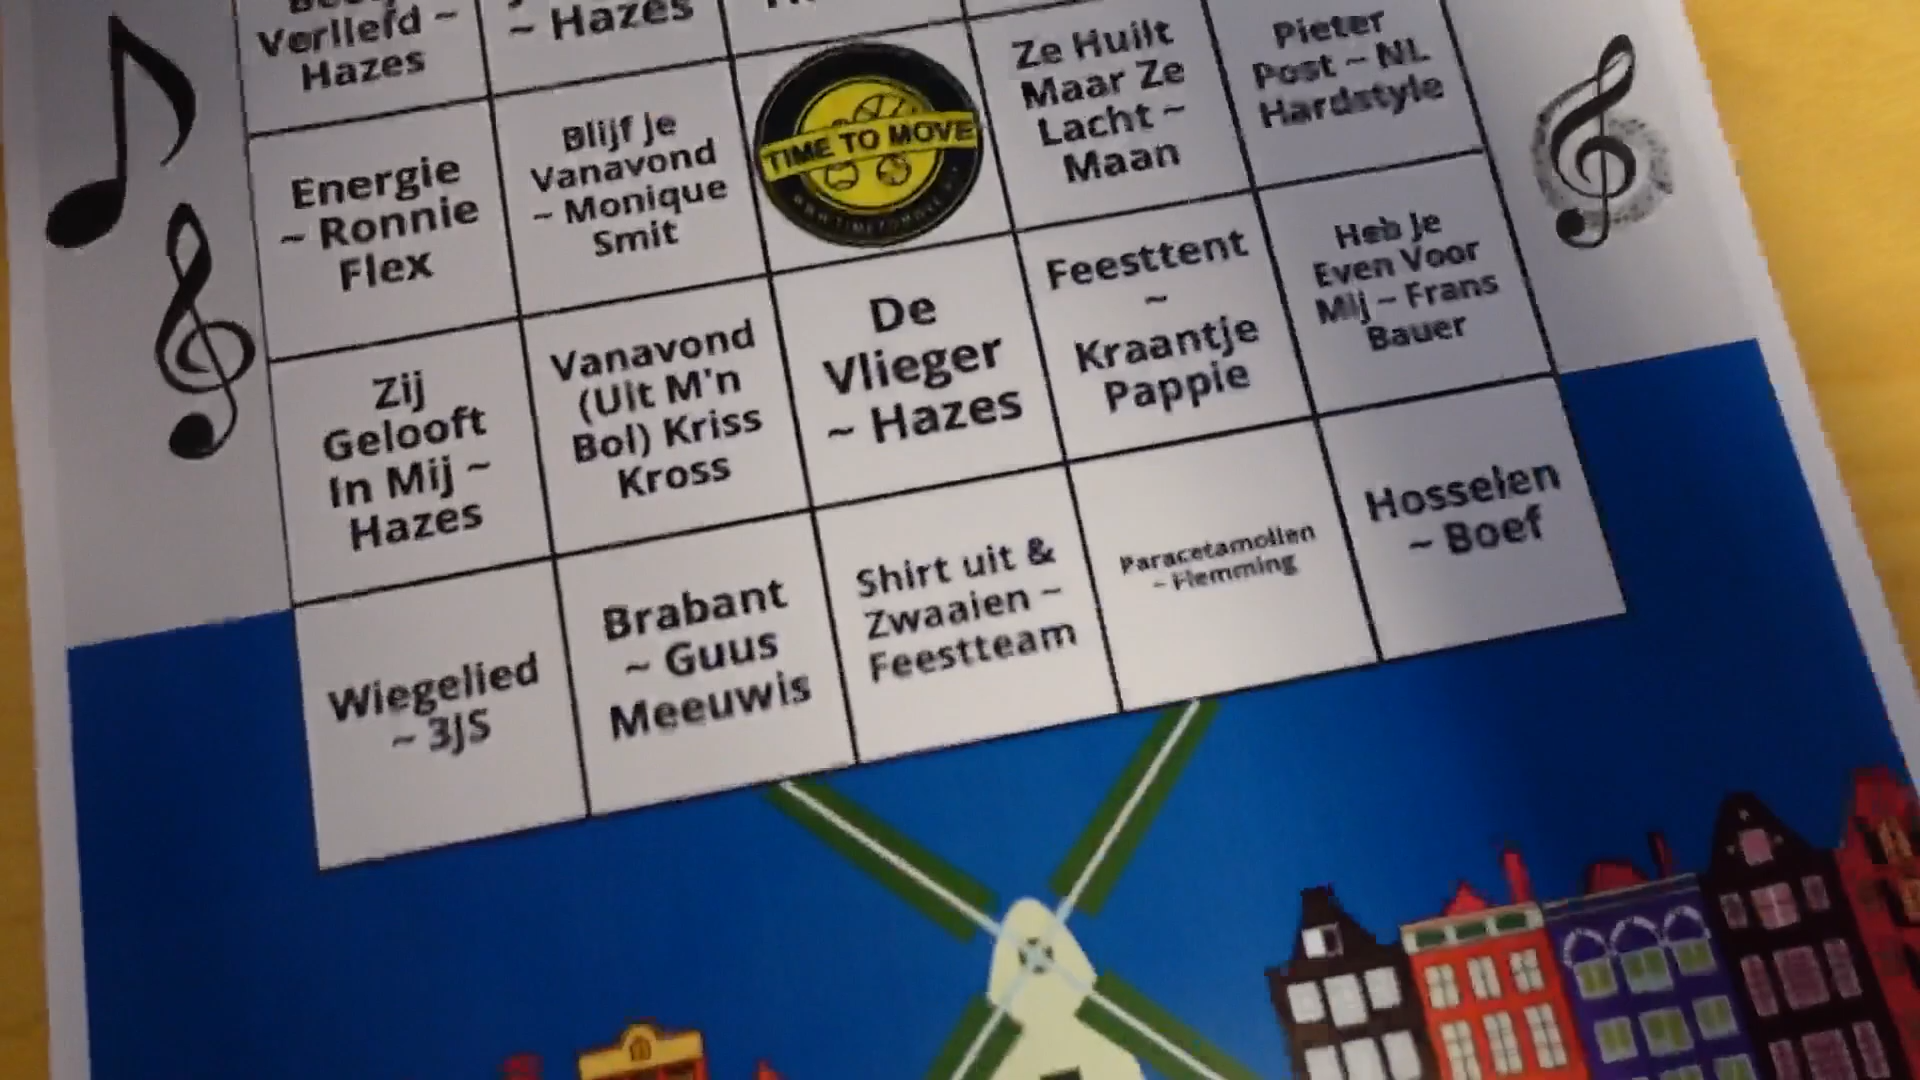 Verliefd ~
Hazes
~ Hazes
Ze Huilt
Maar Ze
Lacht ~
Maan
Pieter
Post ~ NL
Hardstyle
Energie
~ Ronnie
Flex
Blijf Je
Vanavond
~ Monique
Smit
TIME TO MOVE
Feesttent
~
Kraantje
Pappie
Heb Je
Even Voor
Mij ~ Frans
Bauer
Zij
Gelooft
In Mij ~
Hazes
Vanavond
(Uit M'n
Bol) Kriss
Kross
De
Vlieger
~ Hazes
Wiegelied
~ 3JS
Brabant
~ Guus
Meeuwis
Shirt uit &
Zwaaien ~
Feestteam
Paracetamollen
~ Flemming
Hosselen
~ Boef